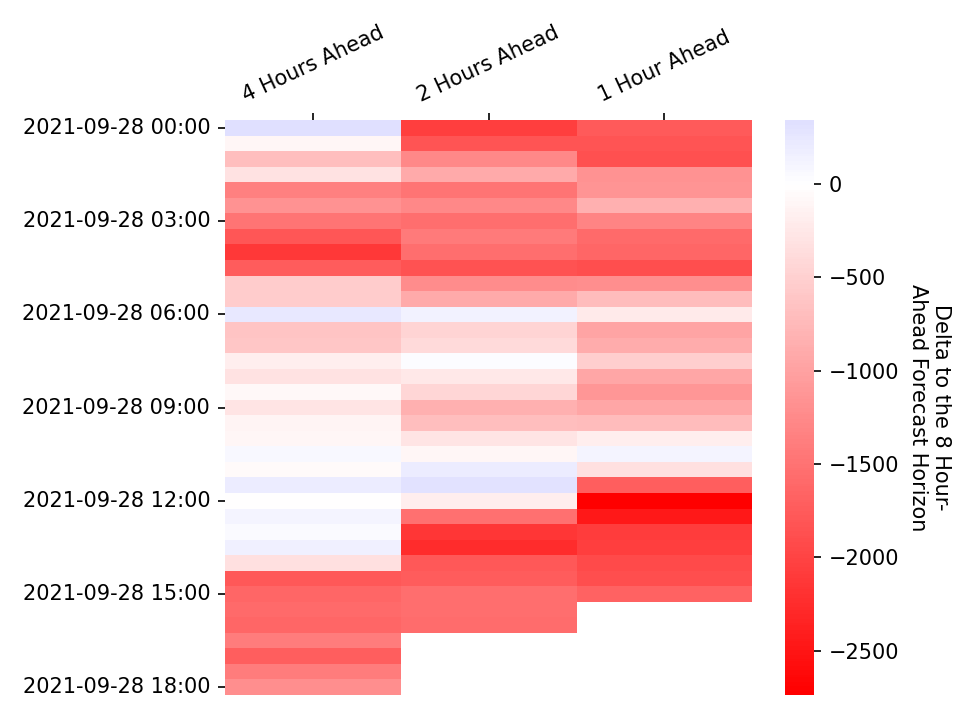 4 Hours Ahead
2 Hours Ahead
1 Hour Ahead
2021-09-28 00:00
2021-09-28 03:00
2021-09-28 06:00
2021-09-28 09:00
2021-09-28 12:00
2021-09-28 15:00
2021-09-28 18:00
0
−500
−1000
−1500
−2000
−2500
Delta to the 8 Hour-
Ahead Forecast Horizon